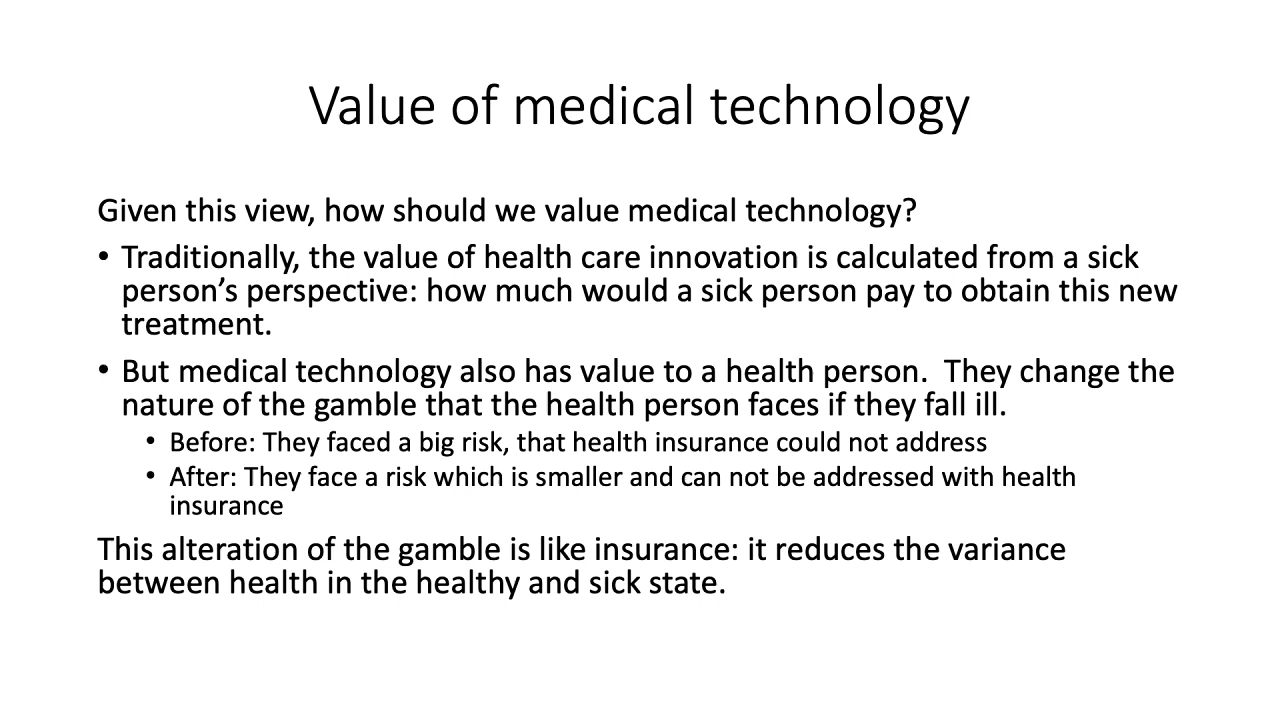 Value of medical technology
Given this view, how should we value medical technology?
• Traditionally, the value of health care innovation is calculated from a sick
person’s perspective: how much would a sick person pay to obtain this new
treatment.
• But medical technology also has value to a health person.  They change the
nature of the gamble that the health person faces if they fall ill.
• Before: They faced a big risk, that health insurance could not address
• After: They face a risk which is smaller and can not be addressed with health
insurance
This alteration of the gamble is like insurance: it reduces the variance
between health in the healthy and sick state.